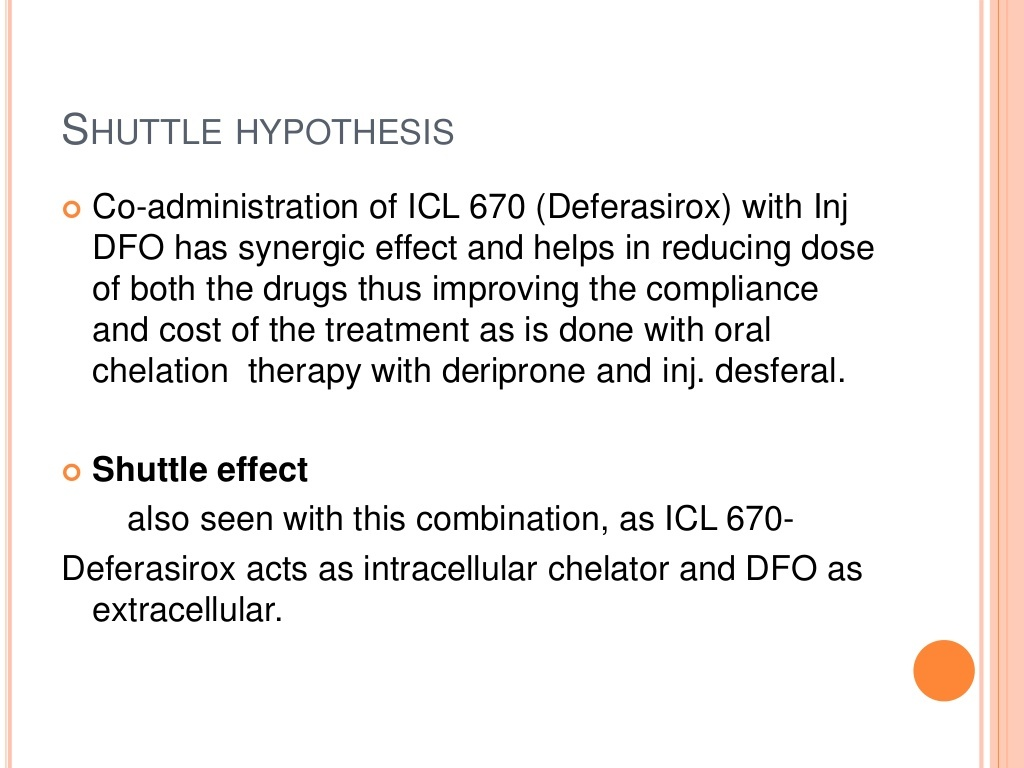 SHUTTLE HYPOTHESIS
Co-administration of ICL 670 (Deferasirox) with Inj
DFO has synergic effect and helps in reducing dose
of both the drugs thus improving the compliance
and cost of the treatment as is done with oral
chelation  therapy with deriprone and inj. desferal.
Shuttle effect
also seen with this combination, as ICL 670-
Deferasirox acts as intracellular chelator and DFO as
extracellular.